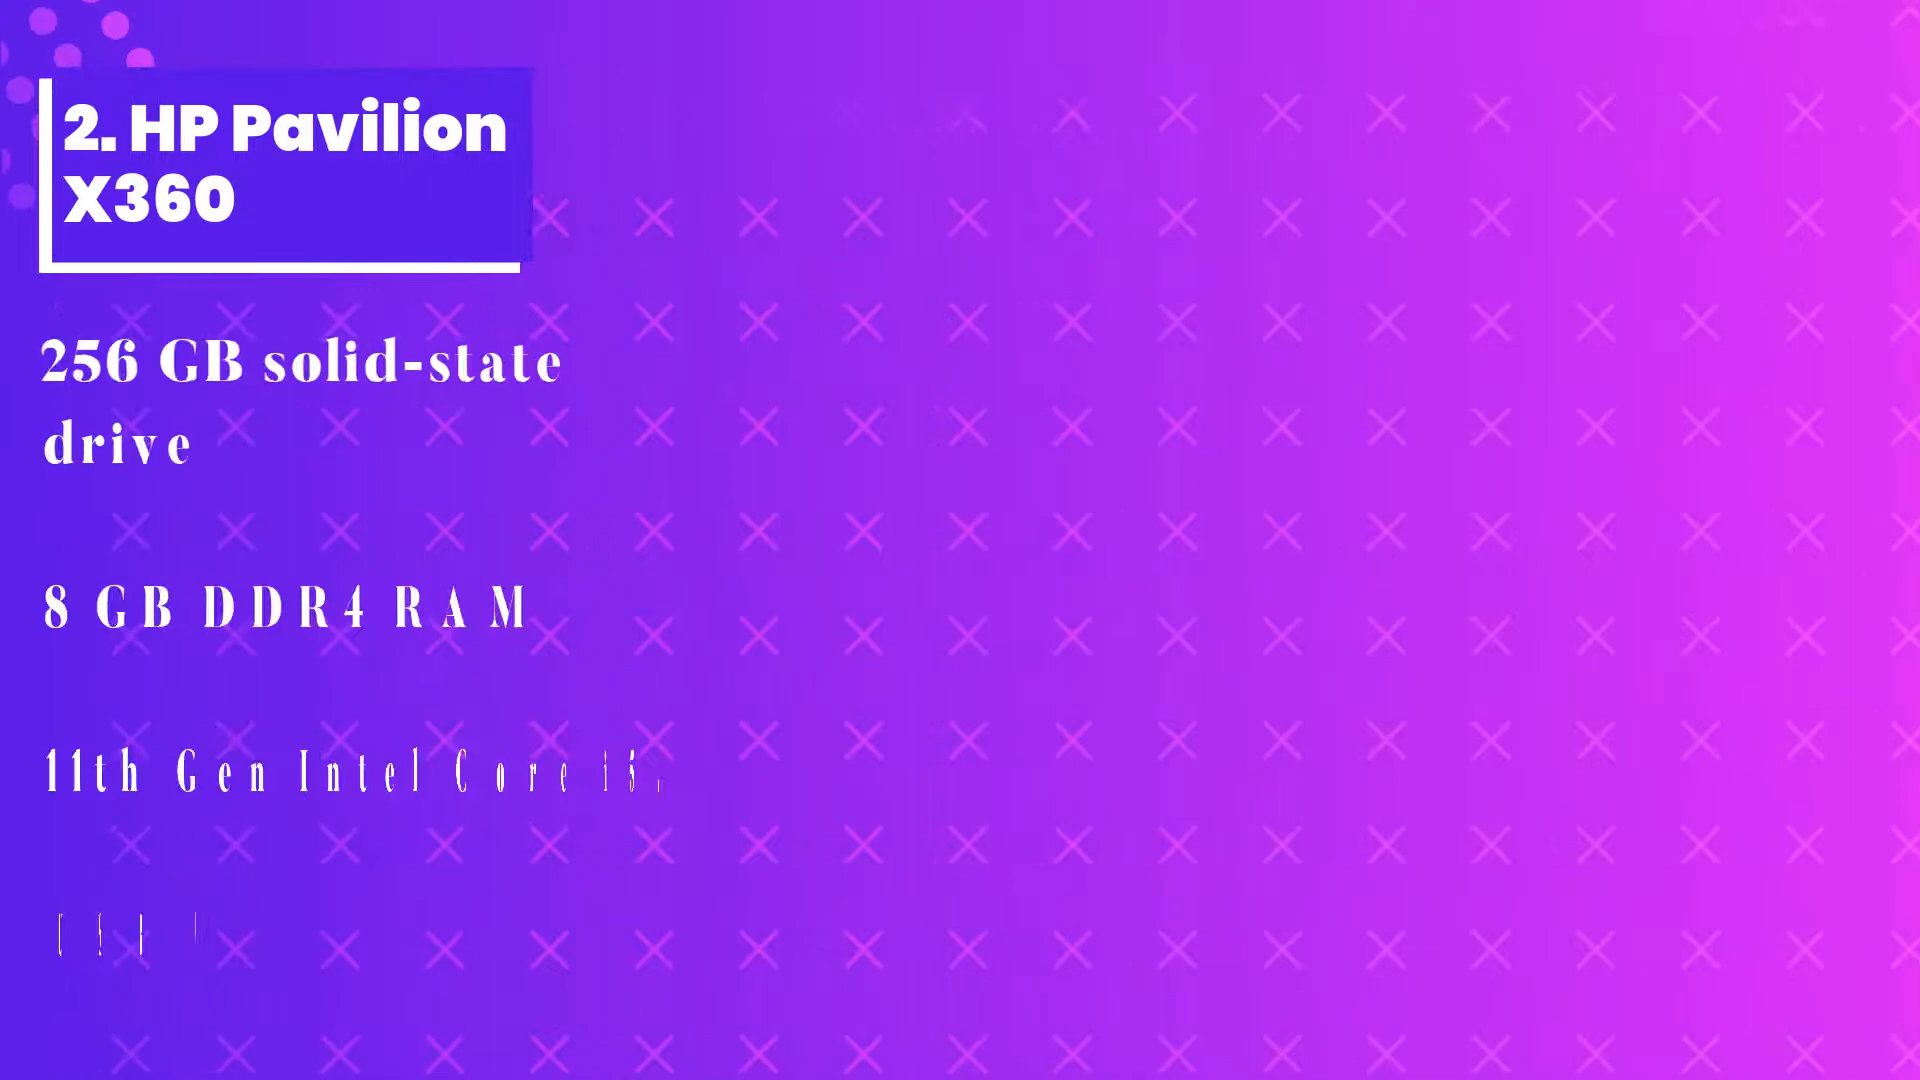 2. HP Pavilion
X360
256 GB solid-state
drive
8 GB DDR4 RAM
11th Gen Intel Core i5,